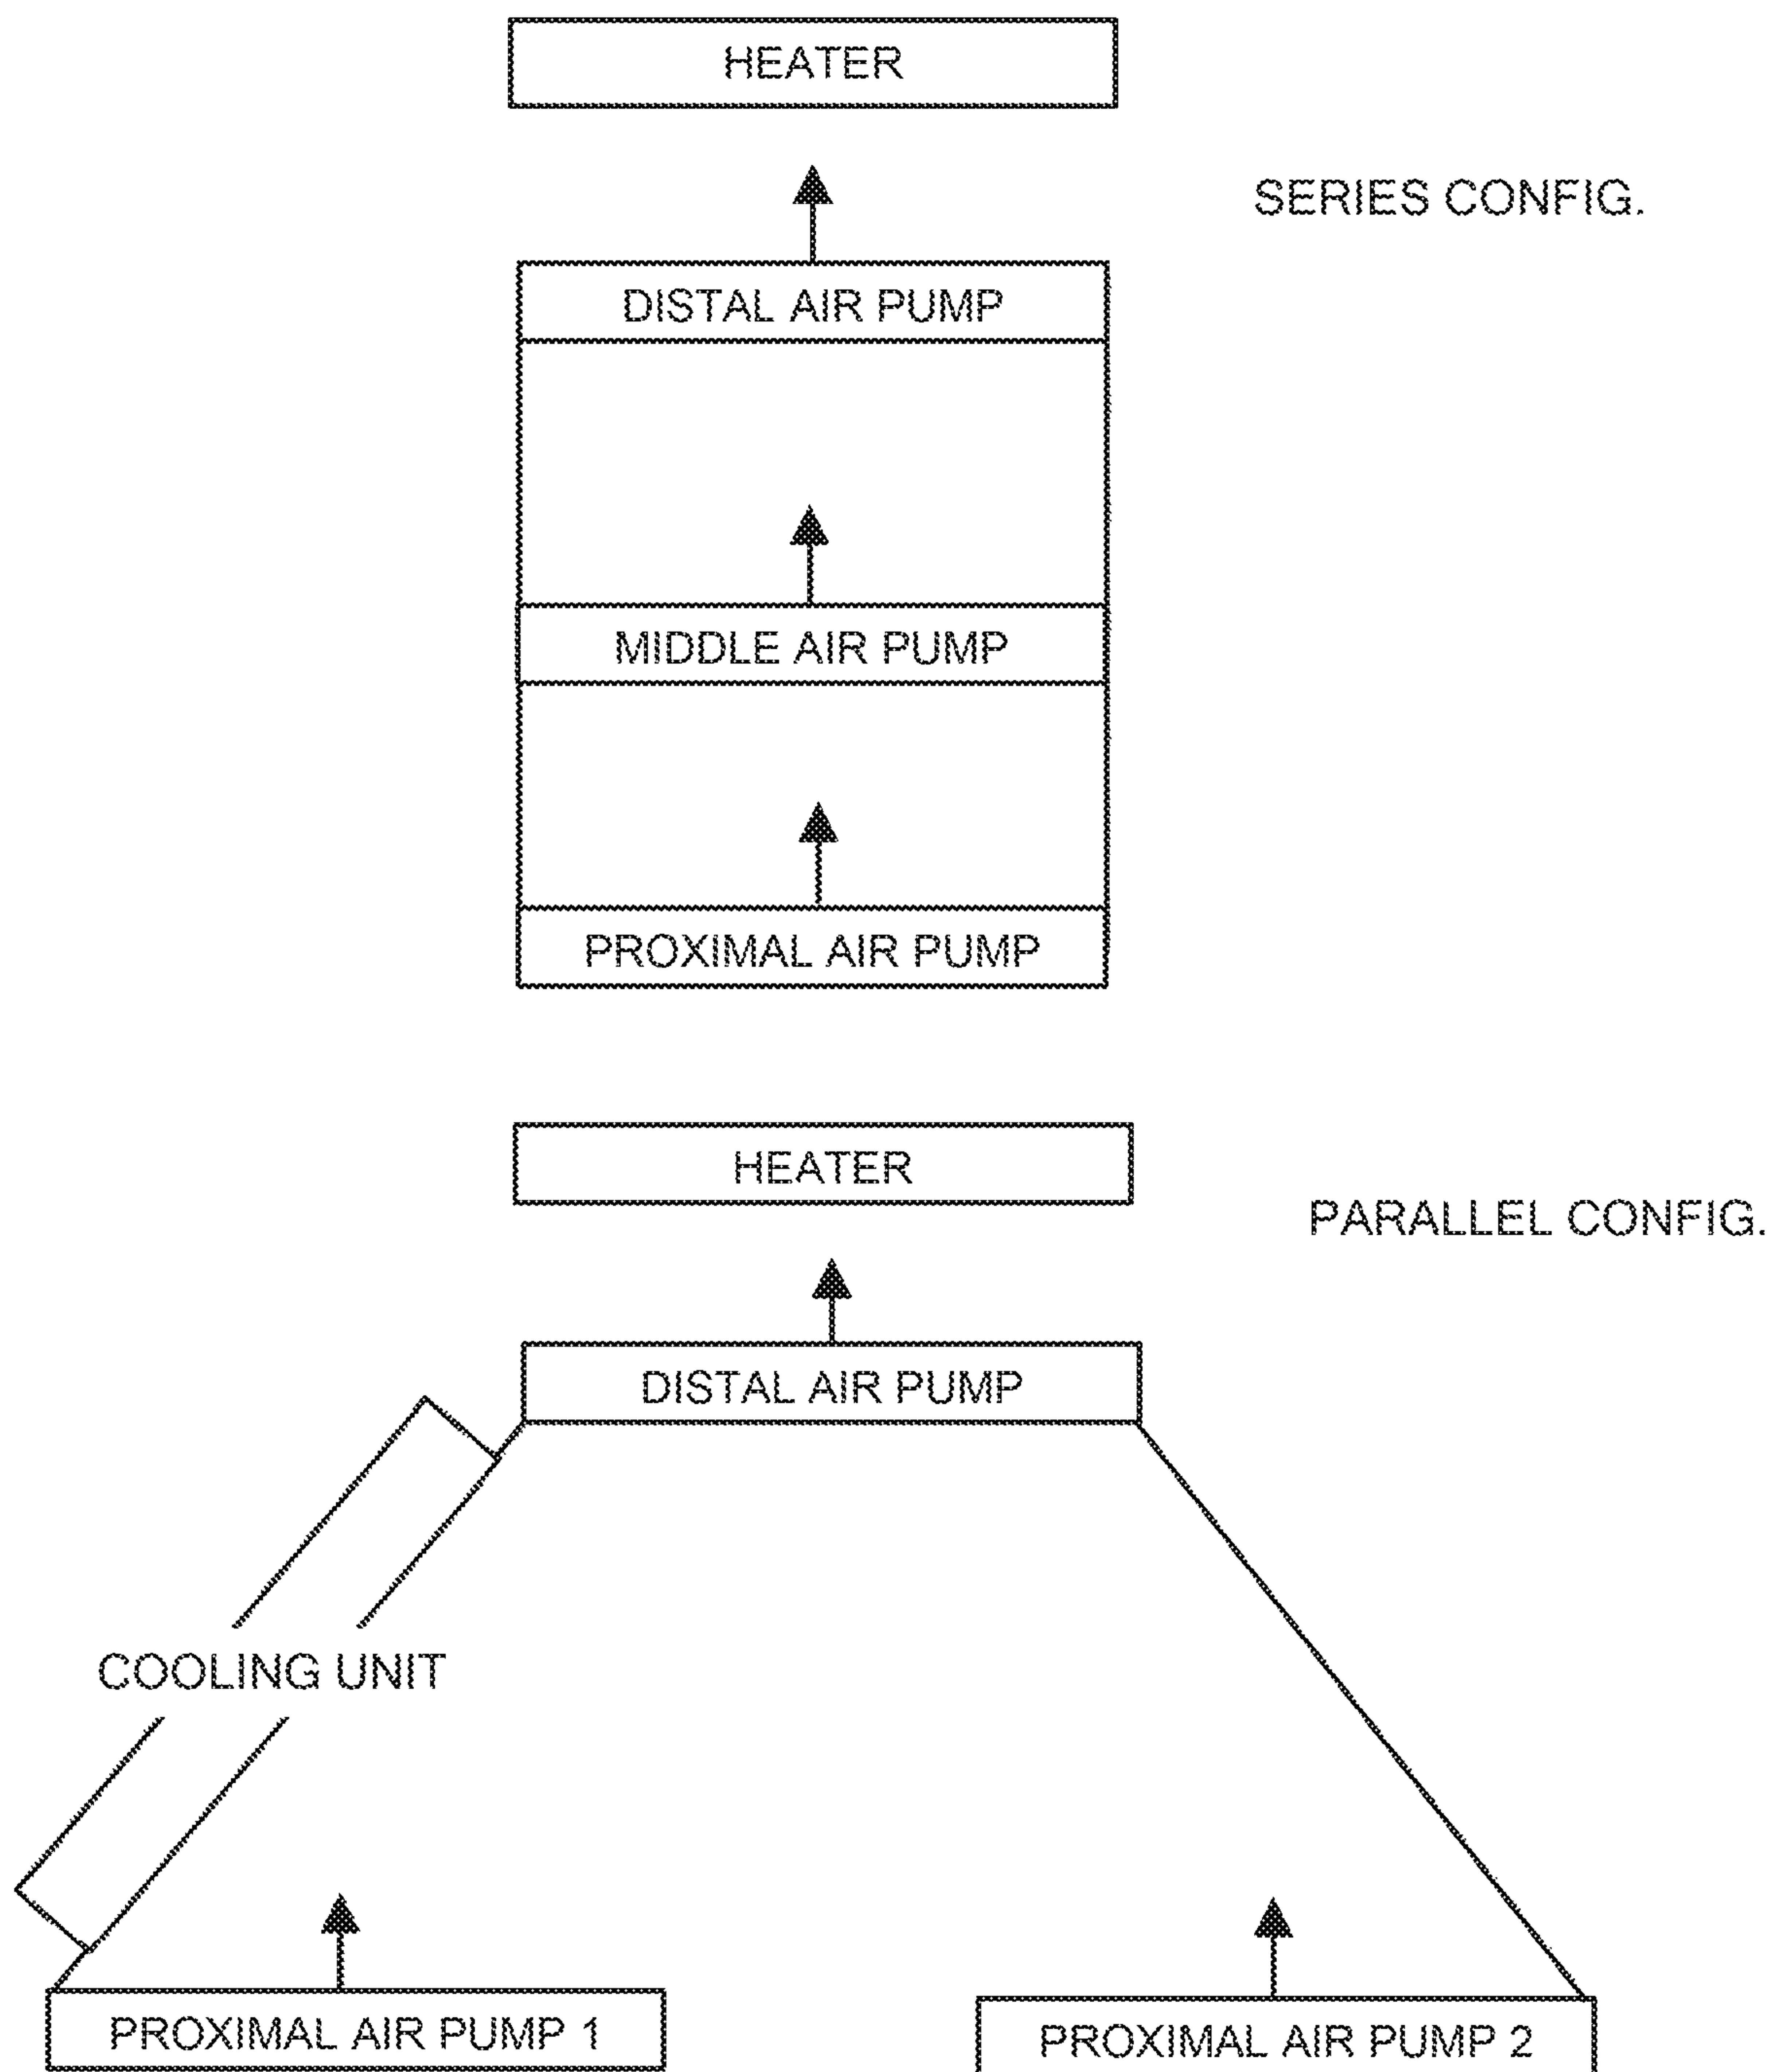 HEATER
SERIES CONFIG.
DISTAL AIR PUMP
MIDDLE AIR PUMP
PROXIMAL AIR PUMP
HEATER
PARALLEL CONFIG.
DISTAL AIR PUMP
COOLING UNIT
PROXIMAL AIR PUMP 1
PROXIMAL AIR PUMP 2